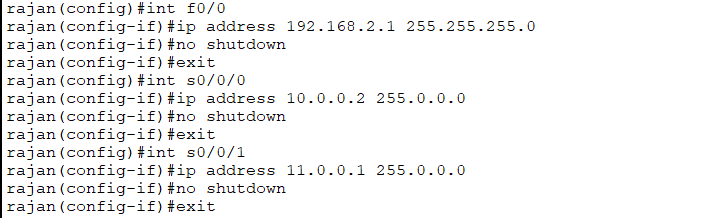 rajan(config)#int f0/0
rajan(config-if)#ip address 192.168.2.1 255.255.255.0
rajan(config-if)#no shutdown
rajan(config-if)#exit
rajan(config)#int s0/0/0
rajan(config-if)#ip address 10.0.0.2 255.0.0.0
rajan(config-if)#no shutdown
rajan(config-if)#exit
rajan(config)#int s0/0/1
rajan(config-if)#ip address 11.0.0.1 255.0.0.0
rajan(config-if)#no shutdown
rajan(config-if)#exit